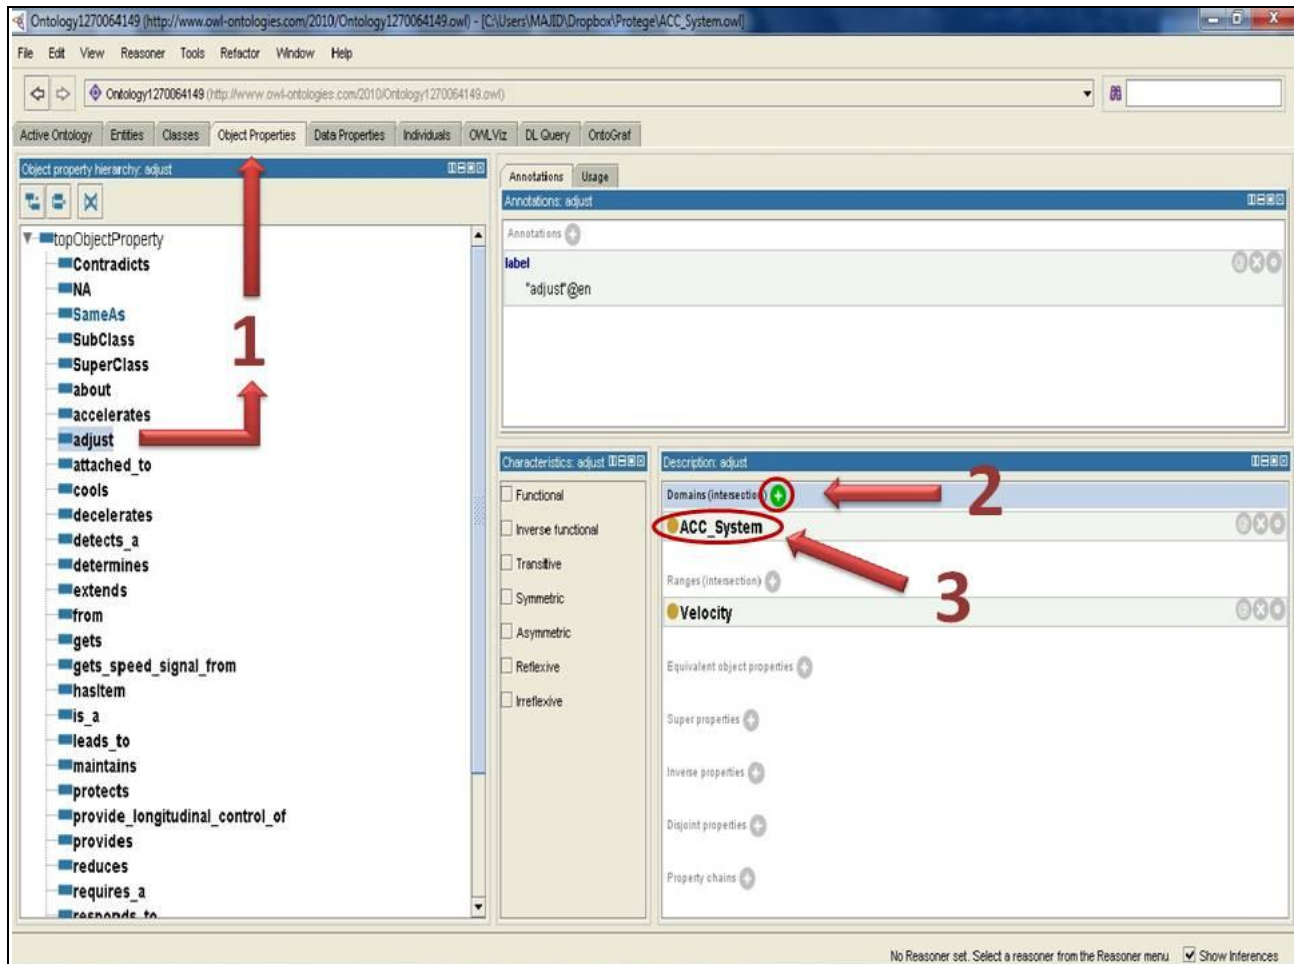 Ontology1270064149 (http://www.owl-ontologies.com/2010/Ontology1270064149.owl) - [C:\Users\MAJID\Dropbox\Protege\ACC_System.owl]
File Edit View Reasoner Tools Refactor Window Help
Ontology1270064149 (http://www.owl-ontologies.com/2010/Ontology1270064149.owl)
Active Ontology Entities Classes Object Properties Data Properties Individuals OWLViz DL Query OntoGraf
Object property hierarchy: adjust
topObjectProperty
Contradicts
NA
SameAs
SubClass
SuperClass
about
accelerates
adjust
attached_to
cools
decelerates
detects_a
determines
extends
from
gets
gets_speed_signal_from
hasItem
is_a
leads_to
maintains
protects
provide_longitudinal_control_of
provides
reduces
requires_a
responds_to
1
Annotations Usage
Annotations: adjust
Annotations
label
"adjust"@en
Characteristics: adjust
Functional
Inverse functional
Transitive
Symmetric
Asymmetric
Reflexive
Irreflexive
Description: adjust
Domains (intersection)
2
ACC_System
3
Ranges (intersection)
Velocity
Equivalent object properties
Super properties
Inverse properties
Disjoint properties
Property chains
No Reasoner set. Select a reasoner from the Reasoner menu Show Inferences